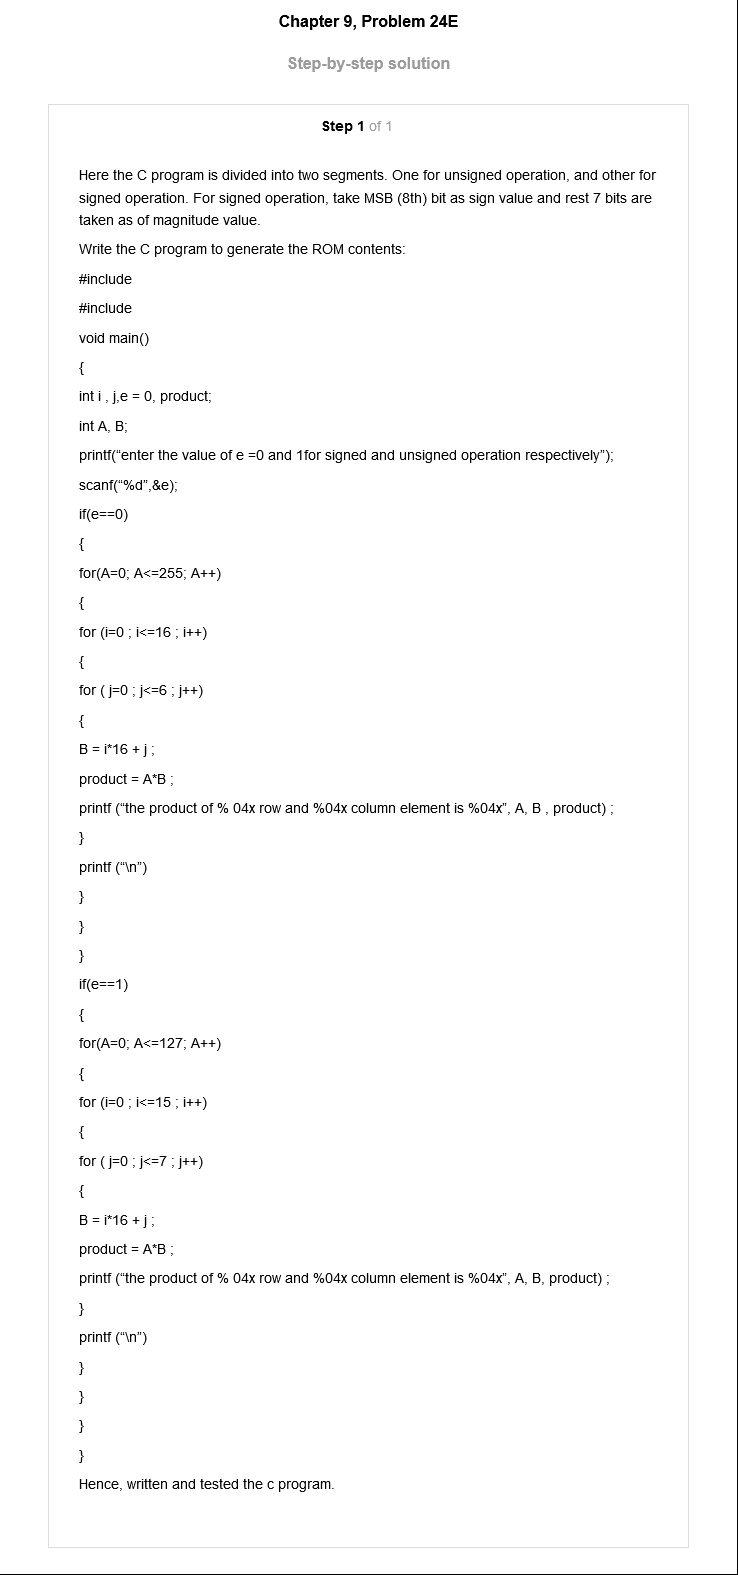 Chapter 9, Problem 24E
Step-by-step solution
Step 1 of 1
Here the C program is divided into two segments. One for unsigned operation, and other for
signed operation. For signed operation, take MSB (8th) bit as sign value and rest 7 bits are
taken as of magnitude value.
Write the C program to generate the ROM contents:
#include
#include
void main()
{
int i , j,e = 0, product;
int A, B;
printf(“enter the value of e =0 and 1for signed and unsigned operation respectively”);
scanf(“%d”,&e);
if(e==0)
{
for(A=0; A<=255; A++)
{
for (i=0 ; i<=16 ; i++)
{
for ( j=0 ; j<=6 ; j++)
{
B = i*16 + j ;
product = A*B ;
printf (“the product of % 04x row and %04x column element is %04x”, A, B , product) ;
}
printf (“\n”)
}
}
}
if(e==1)
{
for(A=0; A<=127; A++)
{
for (i=0 ; i<=15 ; i++)
{
for ( j=0 ; j<=7 ; j++)
{
B = i*16 + j ;
product = A*B ;
printf (“the product of % 04x row and %04x column element is %04x”, A, B, product) ;
}
printf (“\n”)
}
}
}
}
Hence, written and tested the c program.